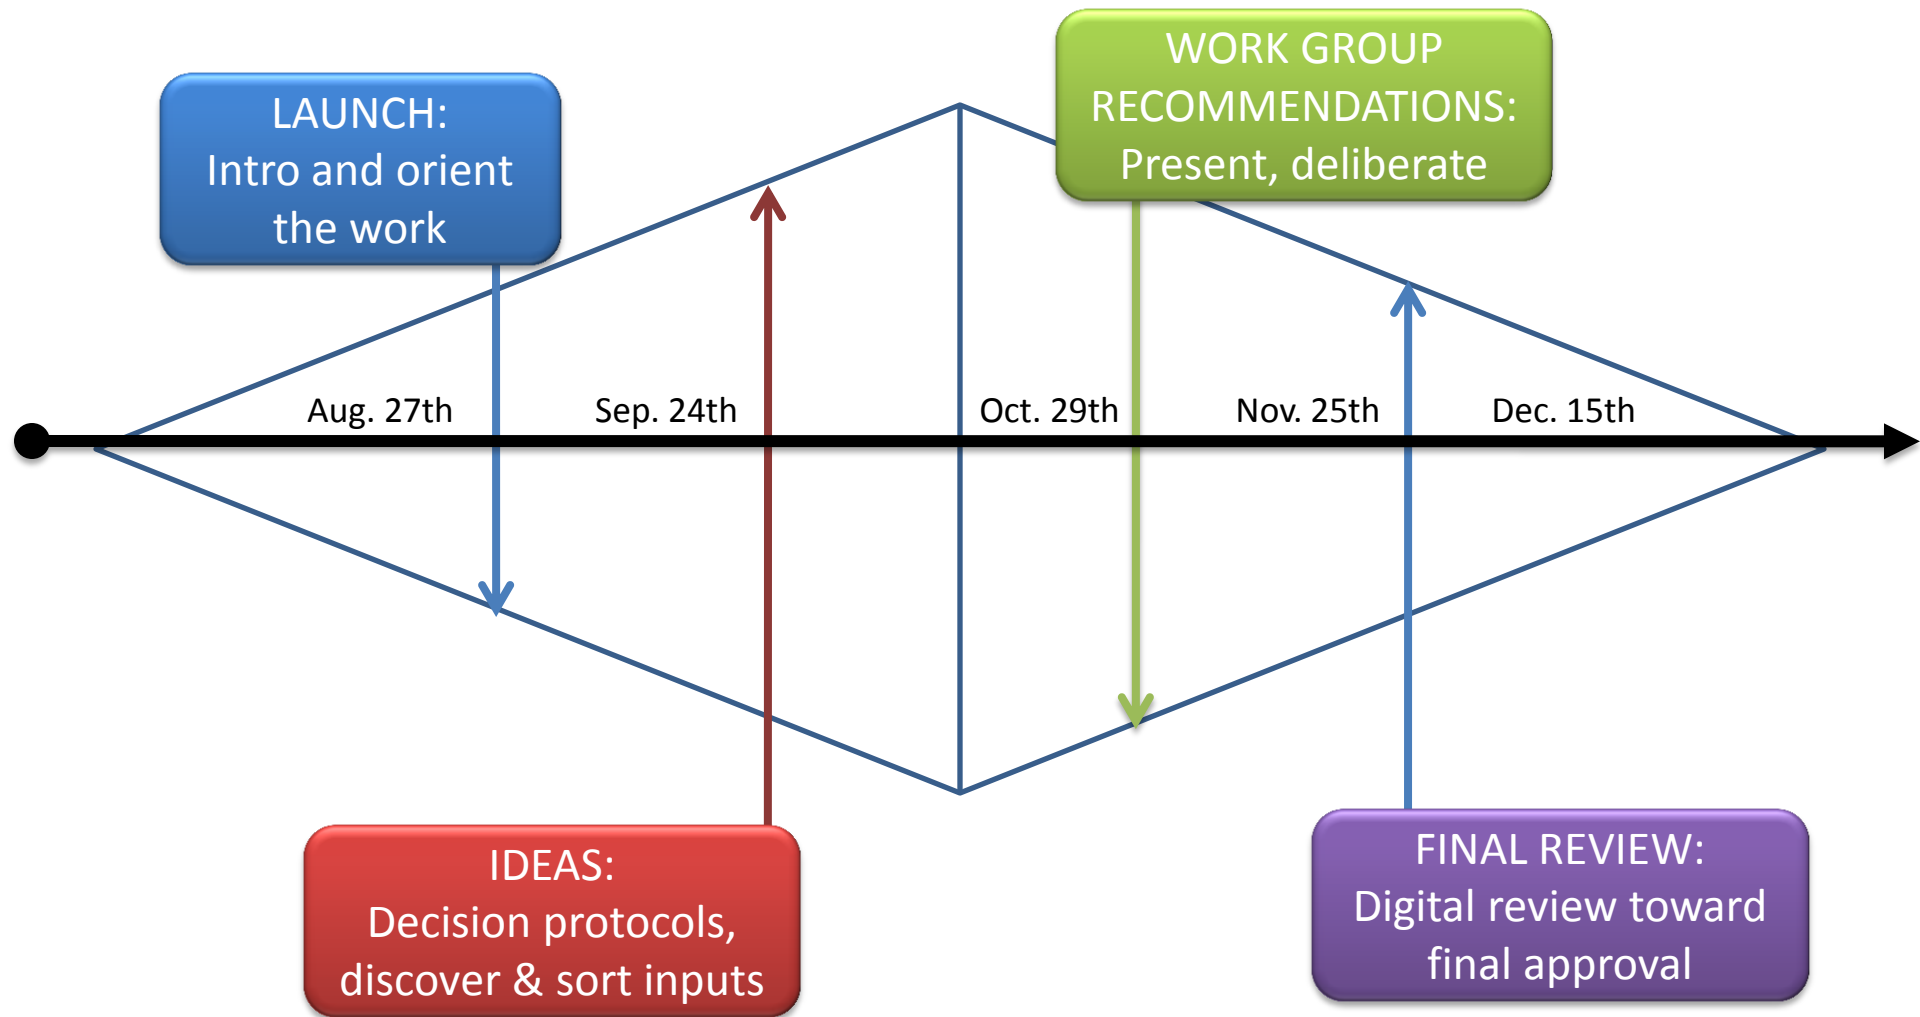 WORK GROUP
RECOMMENDATIONS:
Present, deliberate
LAUNCH:
Intro and orient
the work
Aug. 27th
Sep. 24th
Oct. 29th
Nov. 25th
Dec. 15th
IDEAS:
Decision protocols,
discover & sort inputs
FINAL REVIEW:
Digital review toward
final approval